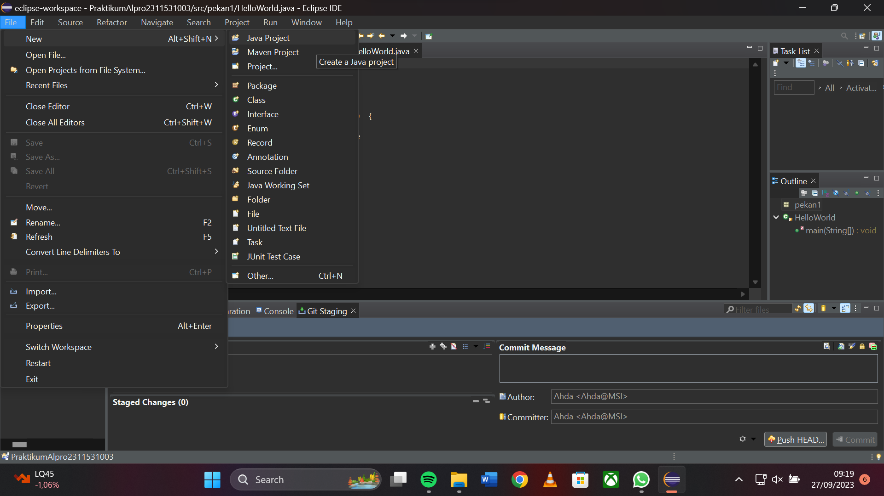 eclipse-workspace - PraktikumAlpro2311531003/src/pekan1/HelloWorld.java - Eclipse IDE
File Edit Source Refactor Navigate Search Project Run Window Help
New Alt+Shift+N
Open File...
Open Projects from File System...
Recent Files
Close Editor Ctrl+W
Close All Editors Ctrl+Shift+W
Save Ctrl+S
Save As...
Save All Ctrl+Shift+S
Revert
Move...
Rename... F2
Refresh F5
Convert Line Delimiters To
Print... Ctrl+P
Import...
Export...
Properties Alt+Enter
Switch Workspace
Restart
Exit
Java Project
Maven Project
Project...
Package
Class
Interface
Enum
Record
Annotation
Source Folder
Java Working Set
Folder
File
Untitled Text File
Task
JUnit Test Case
Other... Ctrl+N
elloWorld.java
Create a Java project
{
Task List
Find All Activat...
Outline
pekan1
HelloWorld
main(String[]) : void
aration Console Git Staging
Filter files
Commit Message
Staged Changes (0)
Author: Ahda <Ahda@MSI>
Committer: Ahda <Ahda@MSI>
Push HEAD... Commit
PraktikumAlpro2311531003
LQ45
-1,06%
Search
09:19
27/09/2023
6